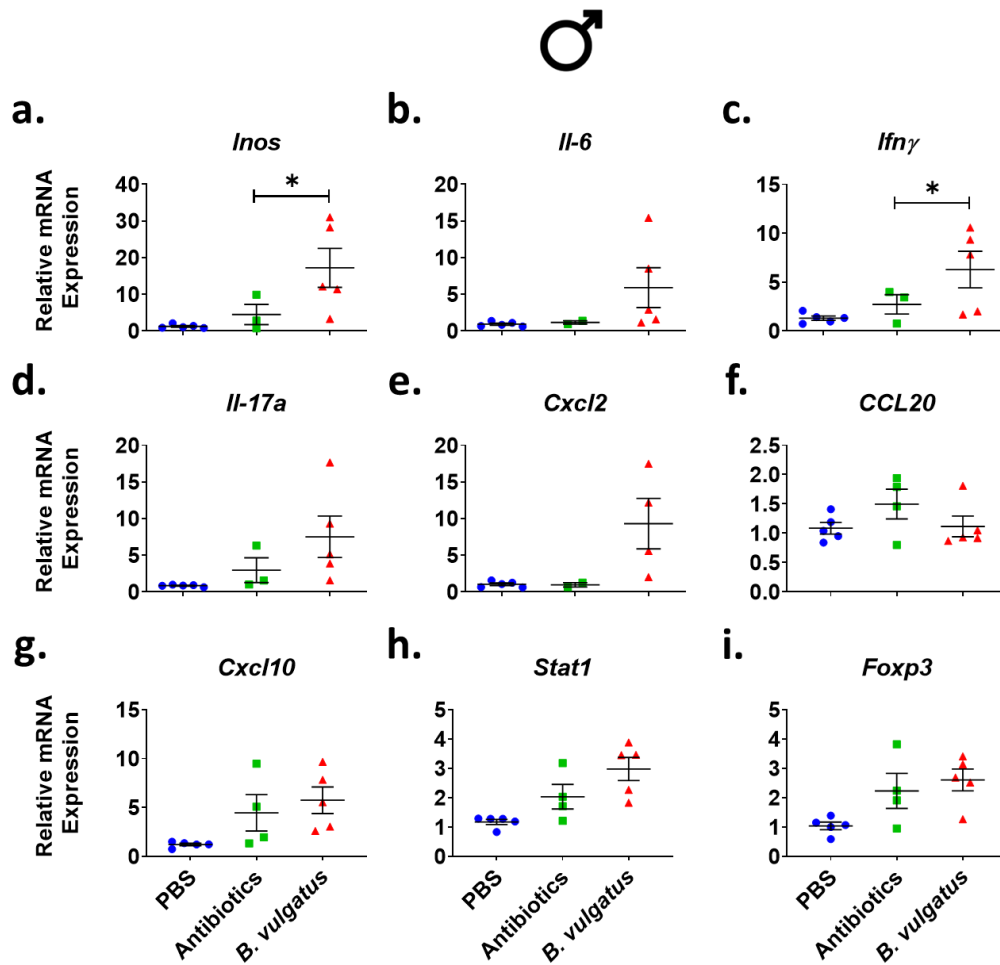 a.
Inos
Relative mRNA
Expression
40
30
20
10
0
*
b.
Il-6
20
15
10
5
0
c.
Ifnγ
15
10
5
0
*
d.
Il-17a
Relative mRNA
Expression
20
15
10
5
0
e.
Cxcl2
20
15
10
5
0
f.
CCL20
2.5
2.0
1.5
1.0
0.5
0.0
g.
Cxcl10
Relative mRNA
Expression
15
10
5
0
PBS
Antibiotics
B. vulgatus
h.
Stat1
5
4
3
2
1
0
PBS
Antibiotics
B. vulgatus
i.
Foxp3
5
4
3
2
1
0
PBS
Antibiotics
B. vulgatus